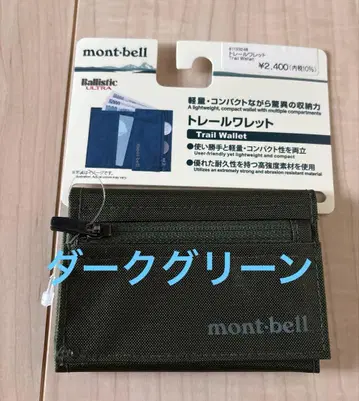 mont-bell
トレールワレット
Trail Wallet
¥2,400
Ballistic
ULTRA
軽量・コンパクトながら驚異の収納力
A lightweight, compact wallet with multiple compartments
トレールワレット
Trail Wallet
●使い勝手と軽量・コンパクト性を両立
User-friendly yet lightweight and compact
●優れた耐久性を持つ高強度素材を使用
Utilizes an extremely strong and abrasion resistant material
ダークグリーン
mont-bell